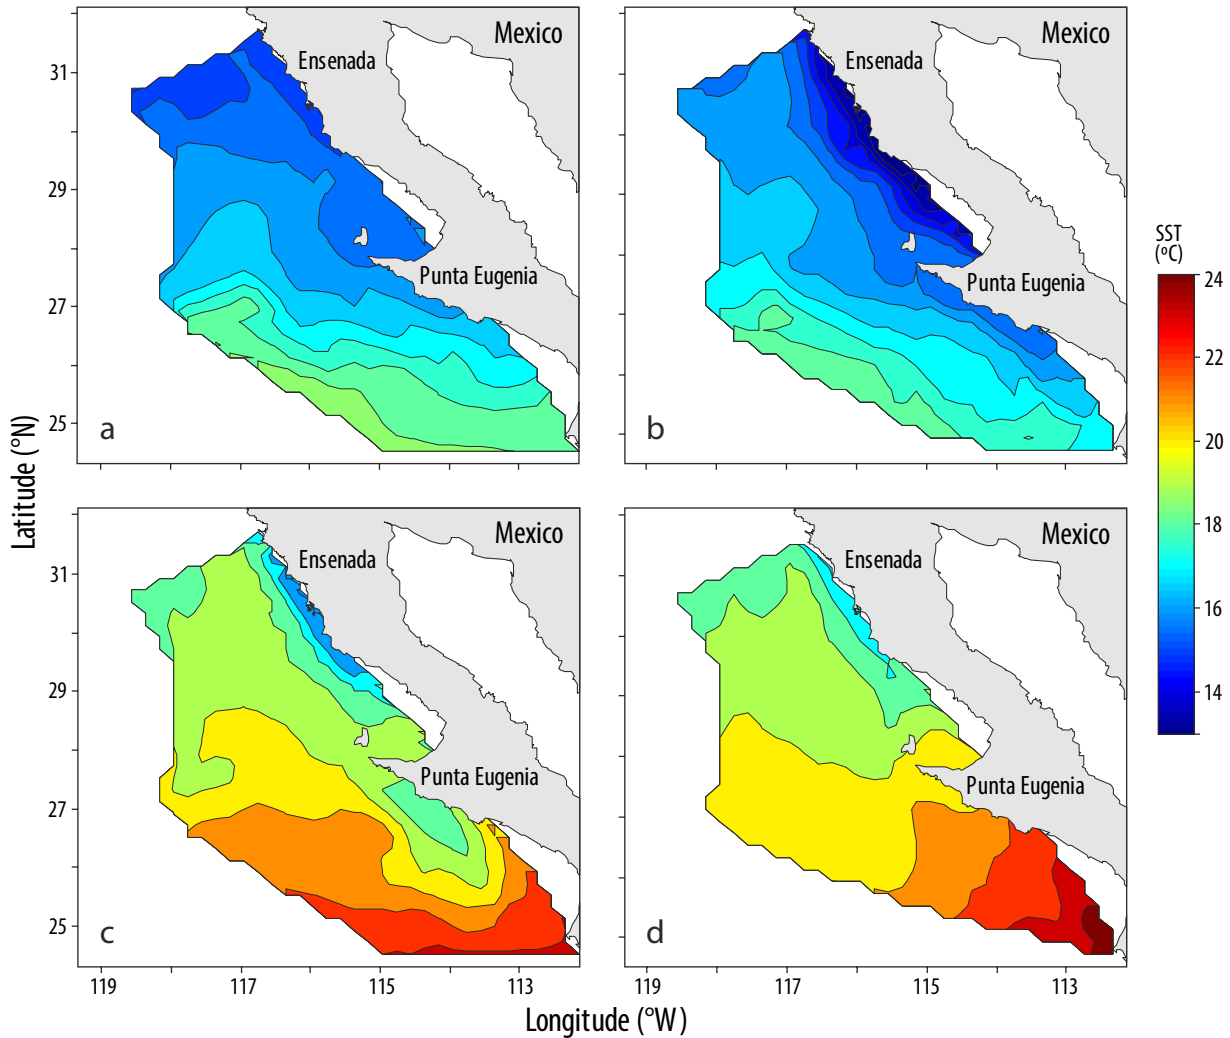 Mexico
Ensenada
Punta Eugenia
a
31
29
27
25
Mexico
Ensenada
Punta Eugenia
b
SST
(ºC)
24
22
20
18
16
14
Latitude (°N)
Mexico
Ensenada
Punta Eugenia
c
31
29
27
25
119
117
115
113
Mexico
Ensenada
Punta Eugenia
d
119
117
115
113
Longitude (°W)